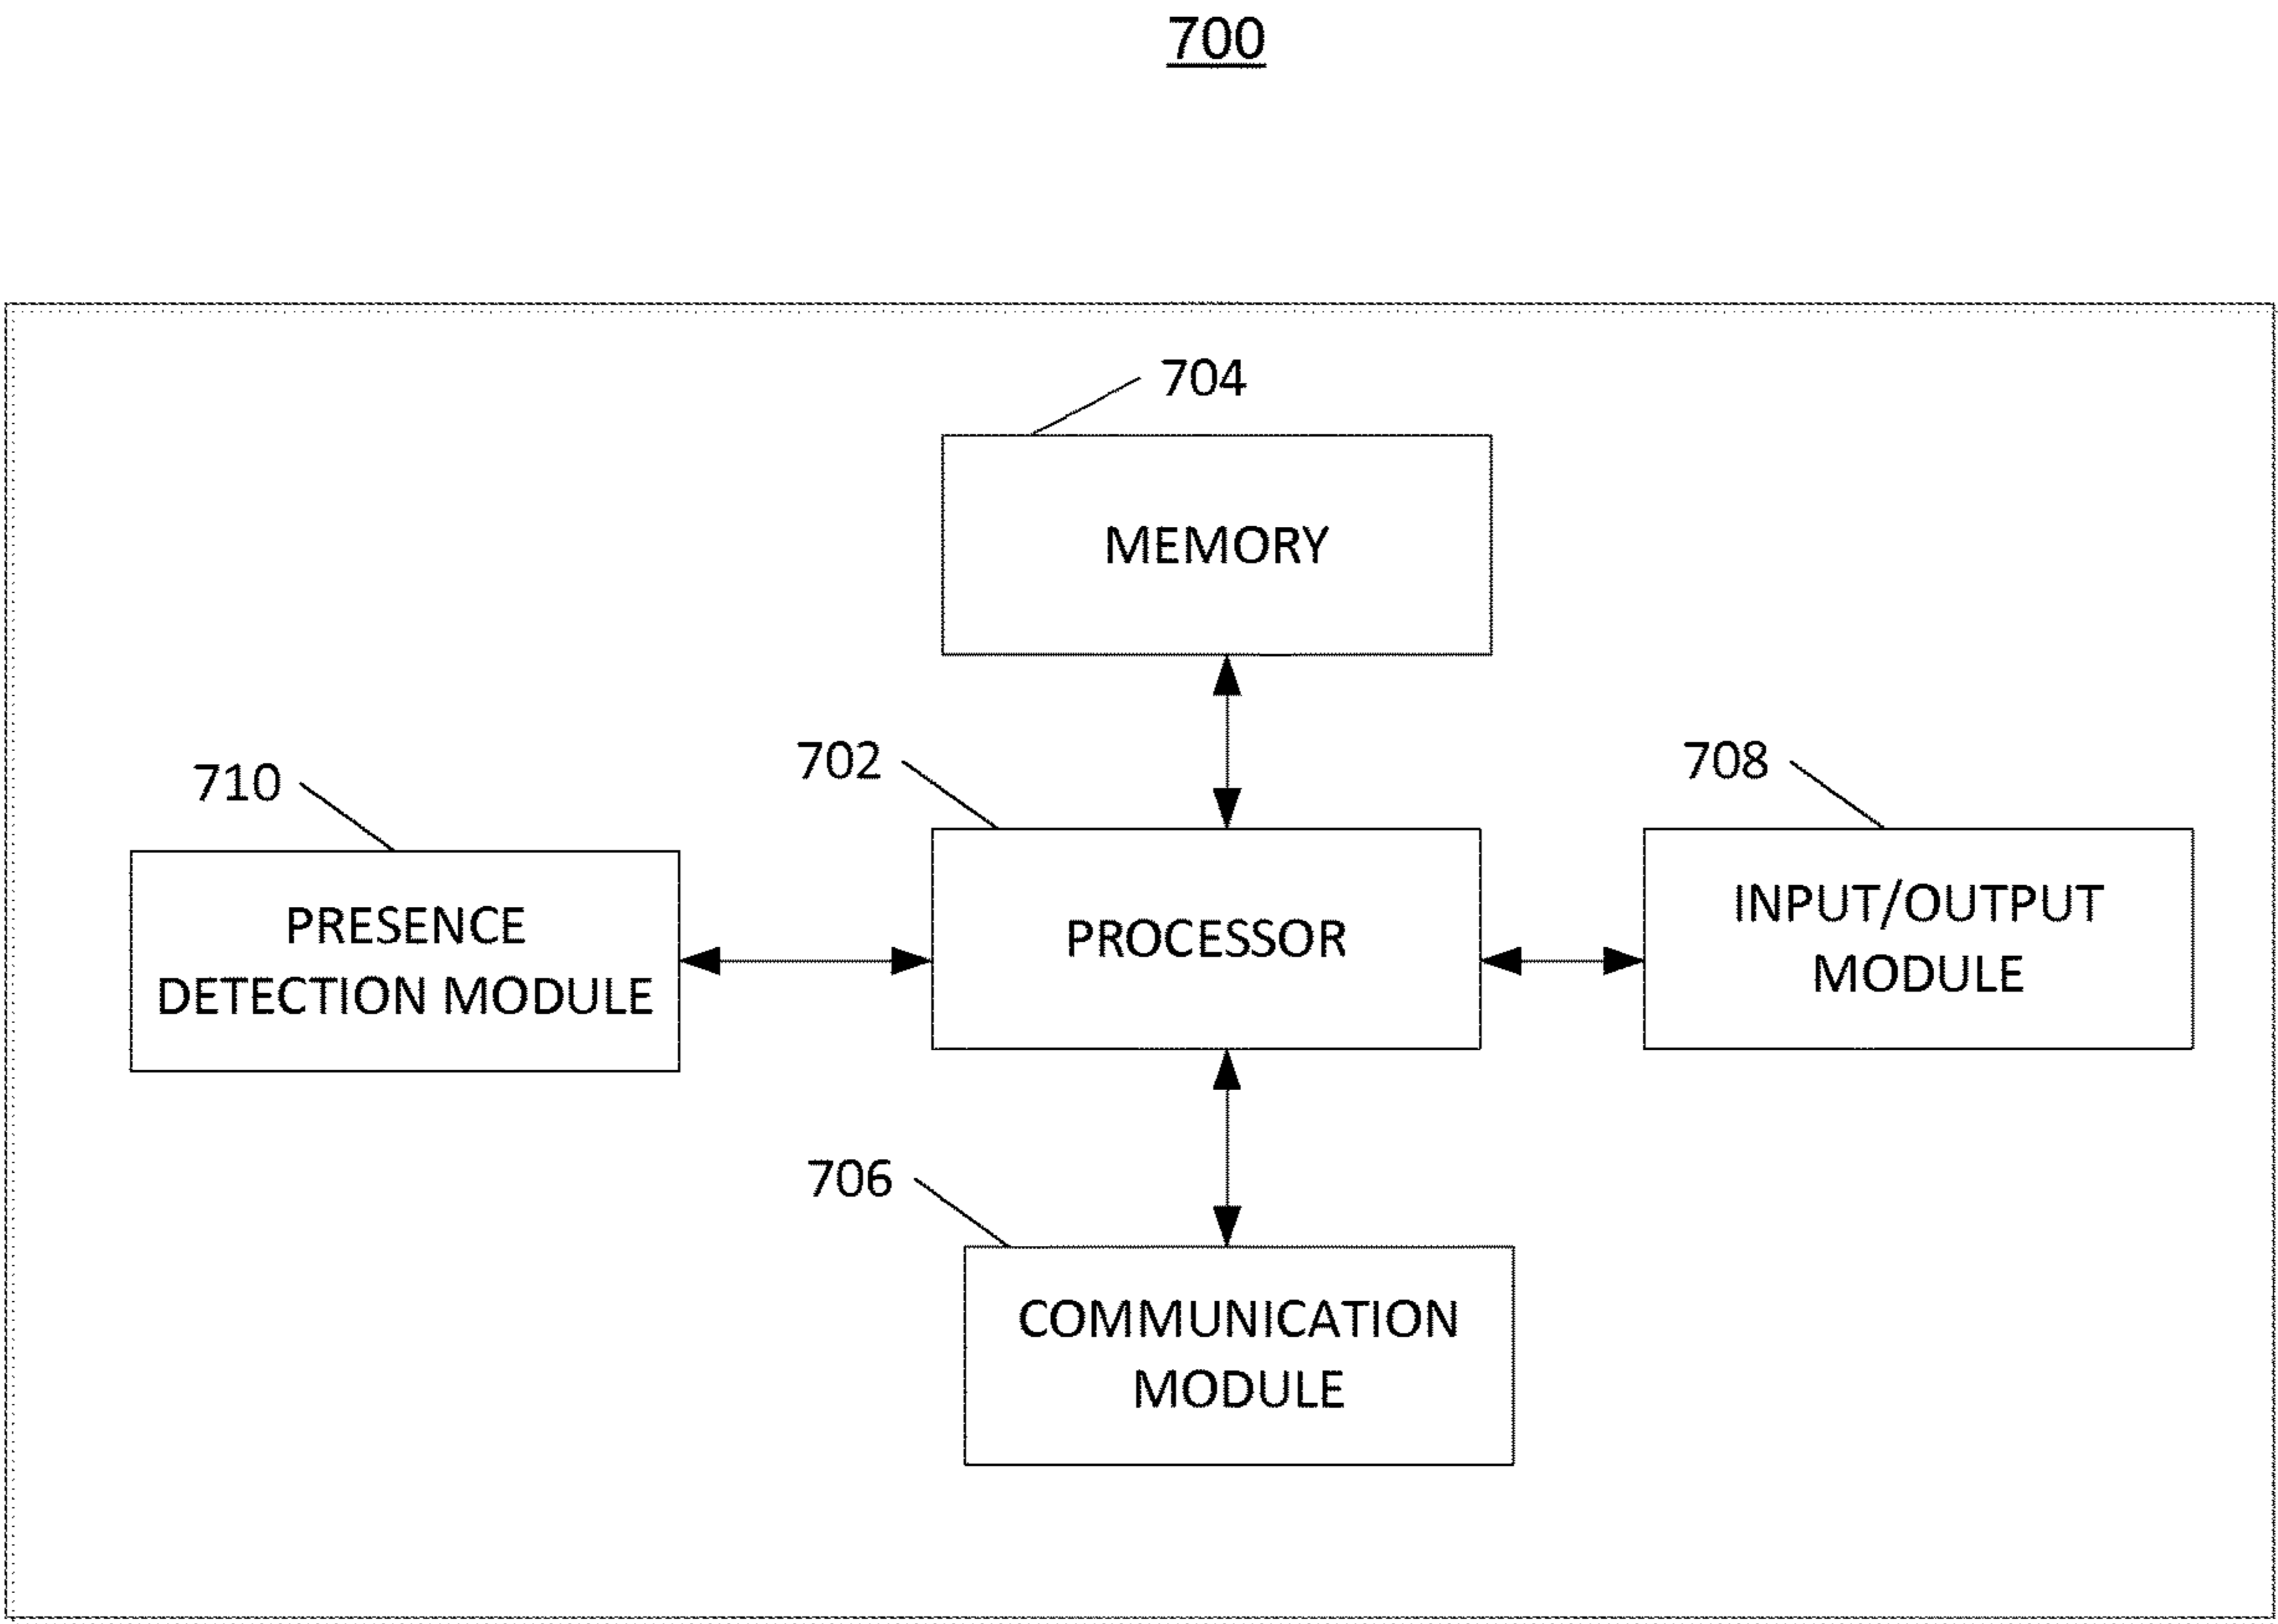 700
704
MEMORY
702
708
710
PRESENCE
DETECTION MODULE
PROCESSOR
INPUT/OUTPUT
MODULE
706
COMMUNICATION
MODULE